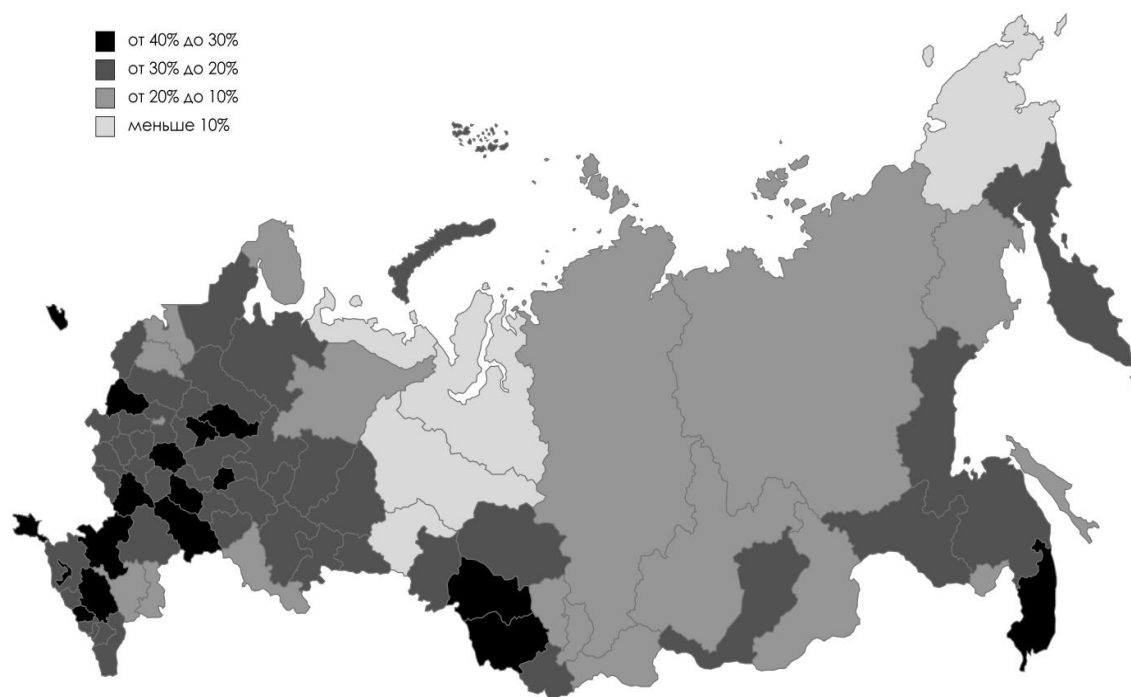 от 40% до 30%
от 30% до 20%
от 20% до 10%
меньше 10%